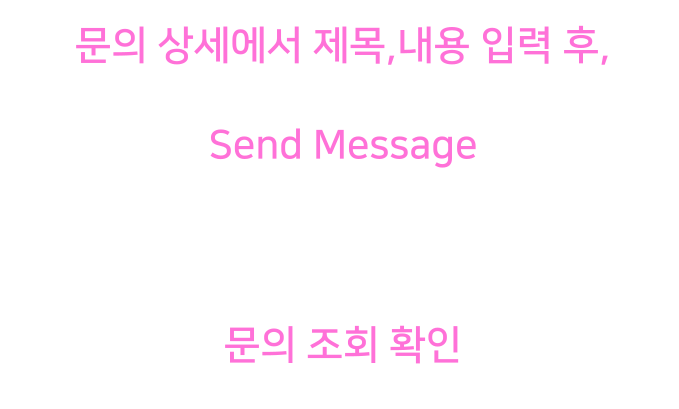 문의 상세에서 제목,내용 입력 후,
Send Message
문의 조회 확인